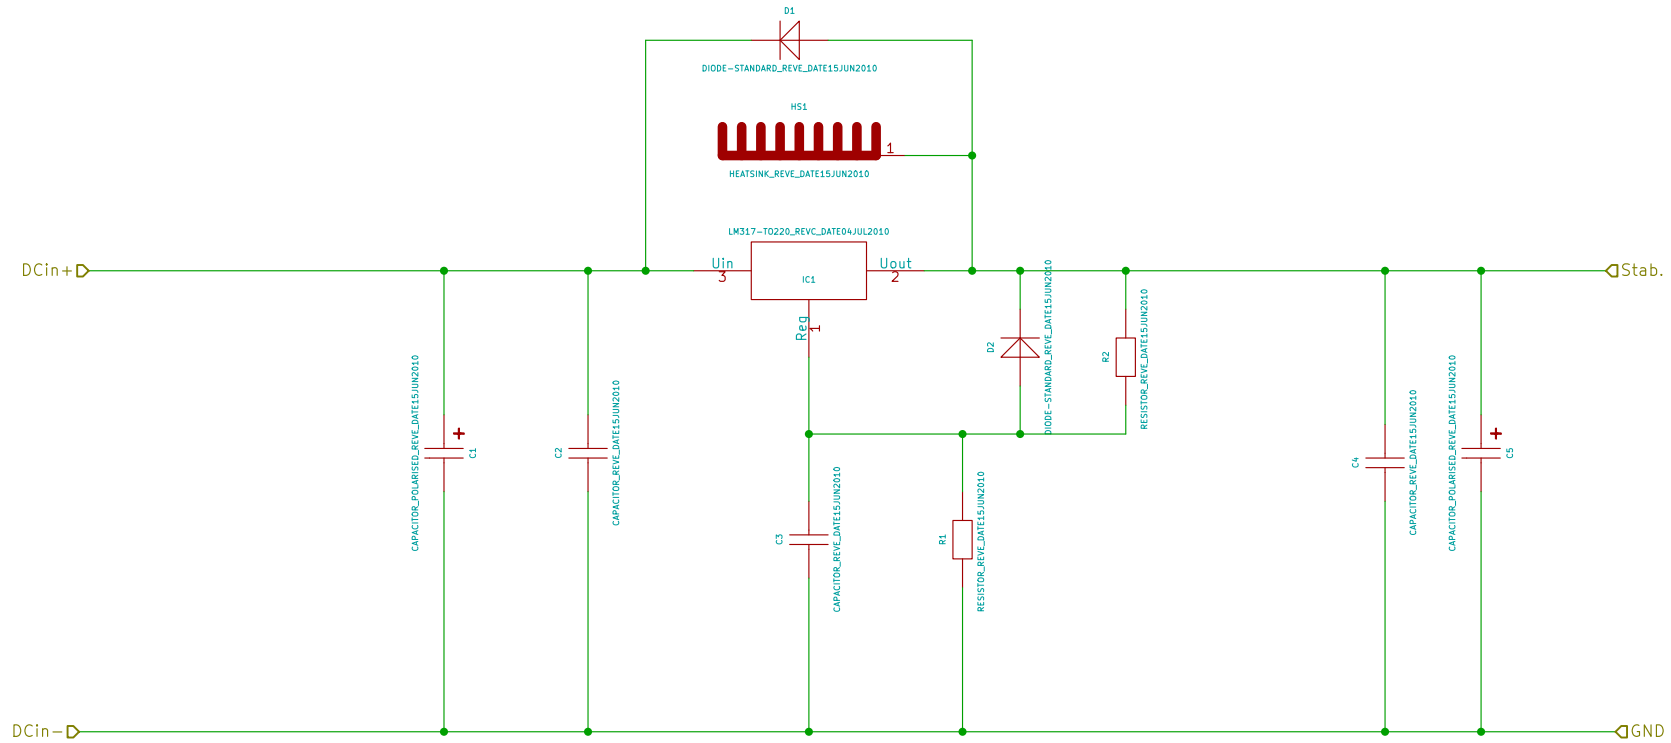 D1
DIODE-STANDARD_REVE_DATE15JUN2010
HS1
1
HEATSINK_REVE_DATE15JUN2010
LM317-TO220_REVC_DATE04JUL2010
DCin+
Uin
3
IC1
Uout
2
Stab.
Reg
1
D2
DIODE-STANDARD_REVE_DATE15JUN2010
R2
RESISTOR_REVE_DATE15JUN2010
CAPACITOR_POLARISED_REVE_DATE15JUN2010
+
C1
C2
CAPACITOR_REVE_DATE15JUN2010
C3
CAPACITOR_REVE_DATE15JUN2010
R1
RESISTOR_REVE_DATE15JUN2010
C4
CAPACITOR_REVE_DATE15JUN2010
CAPACITOR_POLARISED_REVE_DATE15JUN2010
+
C5
DCin-
GND